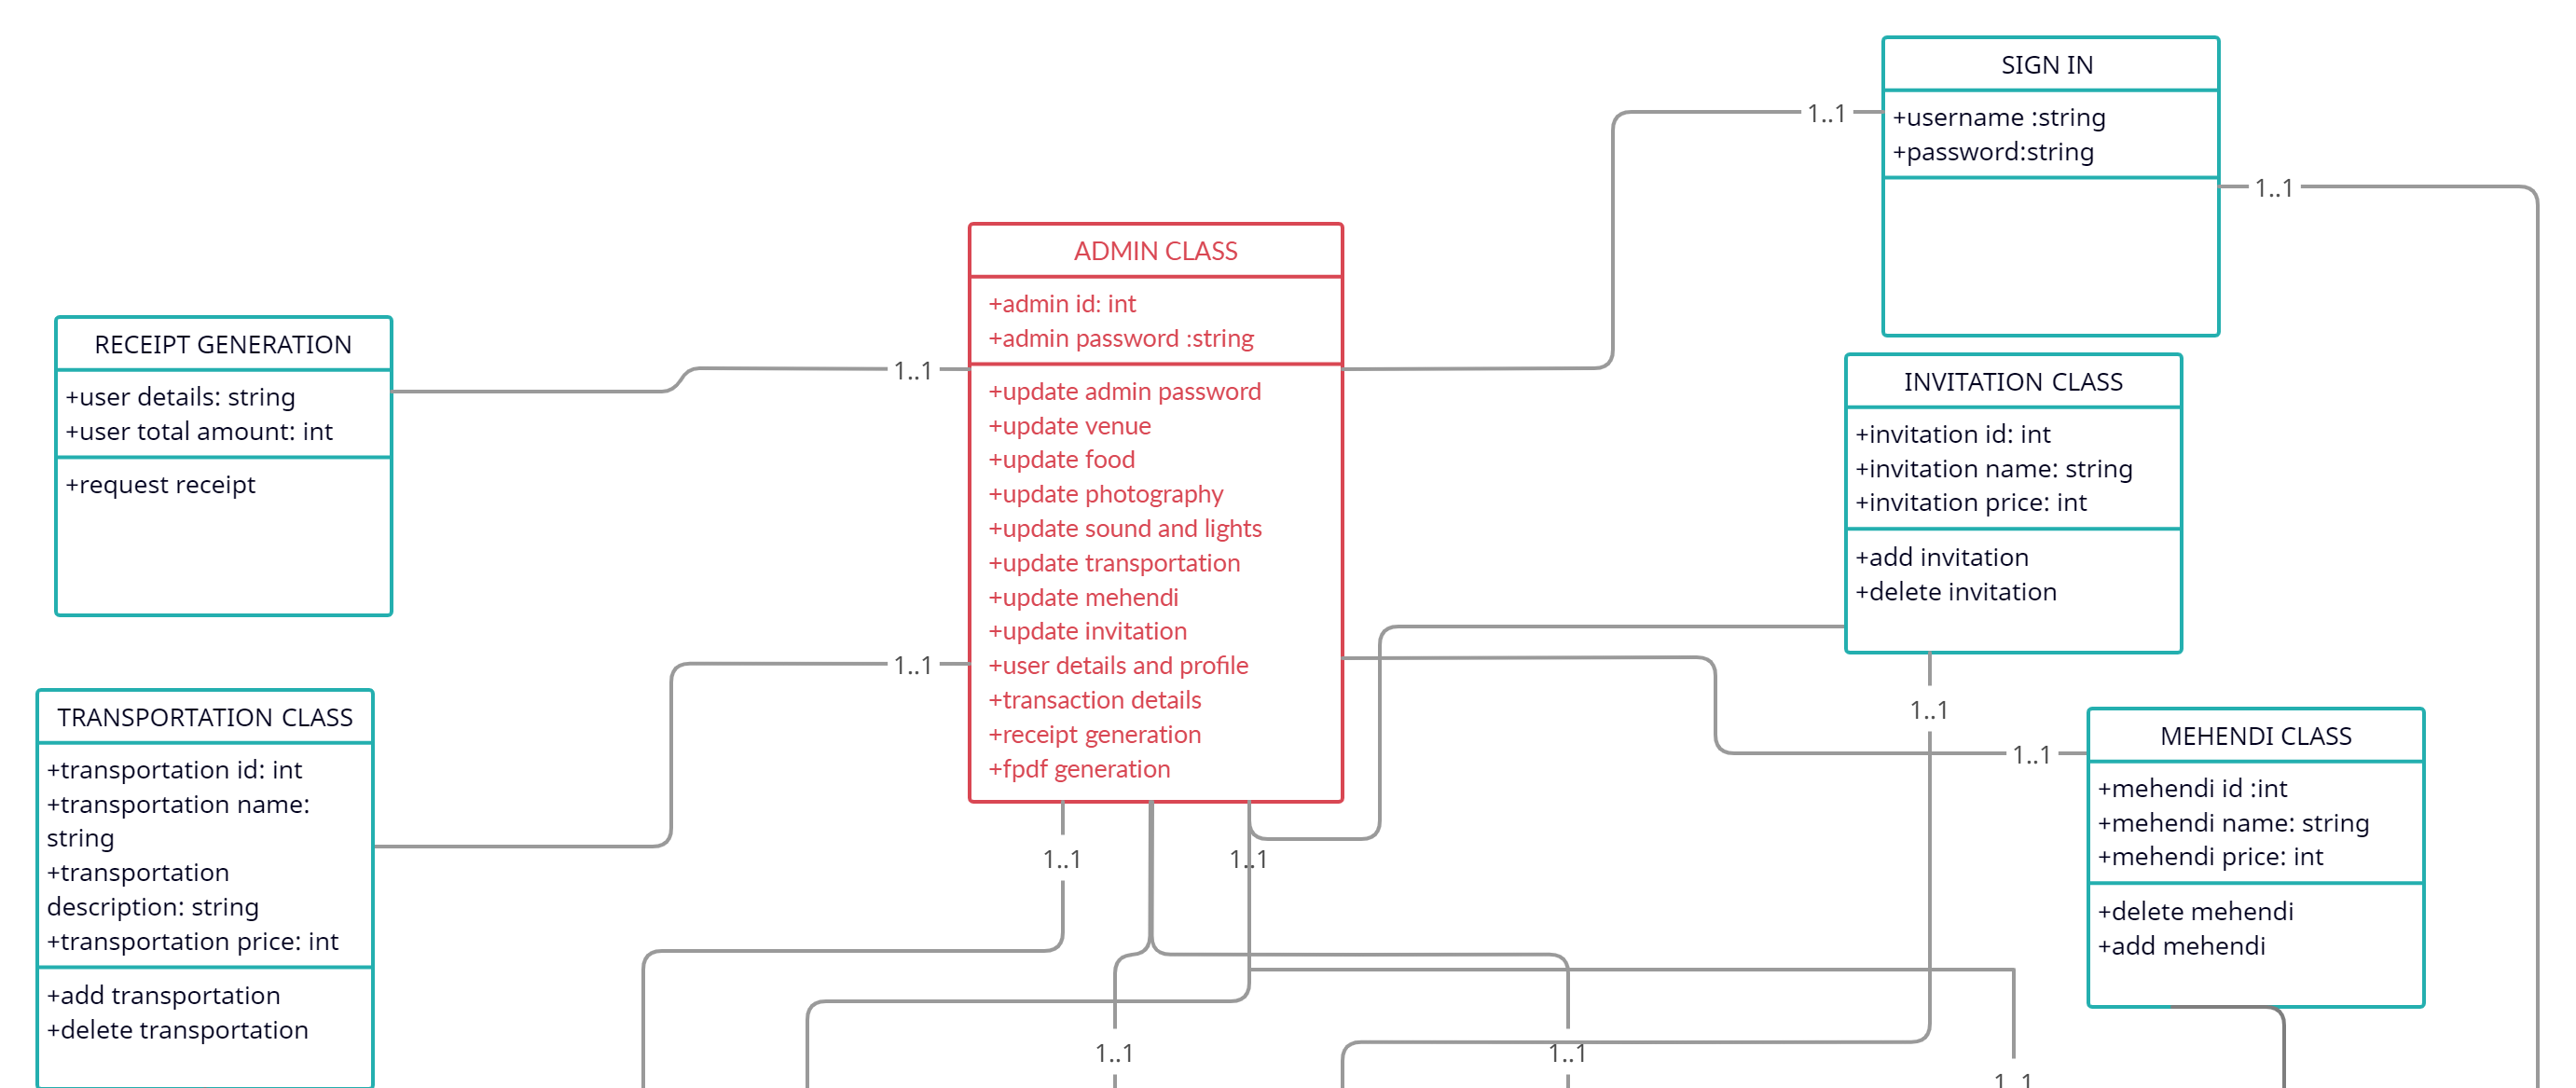 SIGN IN
+username :string
+password:string
1..1
1..1
ADMIN CLASS
+admin id: int
+admin password :string
+update admin password
+update venue
+update food
+update photography
+update sound and lights
+update transportation
+update mehendi
+update invitation
+user details and profile
+transaction details
+receipt generation
+fpdf generation
RECEIPT GENERATION
+user details: string
+user total amount: int
+request receipt
1..1
INVITATION CLASS
+invitation id: int
+invitation name: string
+invitation price: int
+add invitation
+delete invitation
1..1
1..1
TRANSPORTATION CLASS
+transportation id: int
+transportation name:
string
+transportation
description: string
+transportation price: int
+add transportation
+delete transportation
MEHENDI CLASS
+mehendi id :int
+mehendi name: string
+mehendi price: int
+delete mehendi
+add mehendi
1..1
1..1
1..1
1..1
1..1
1..1